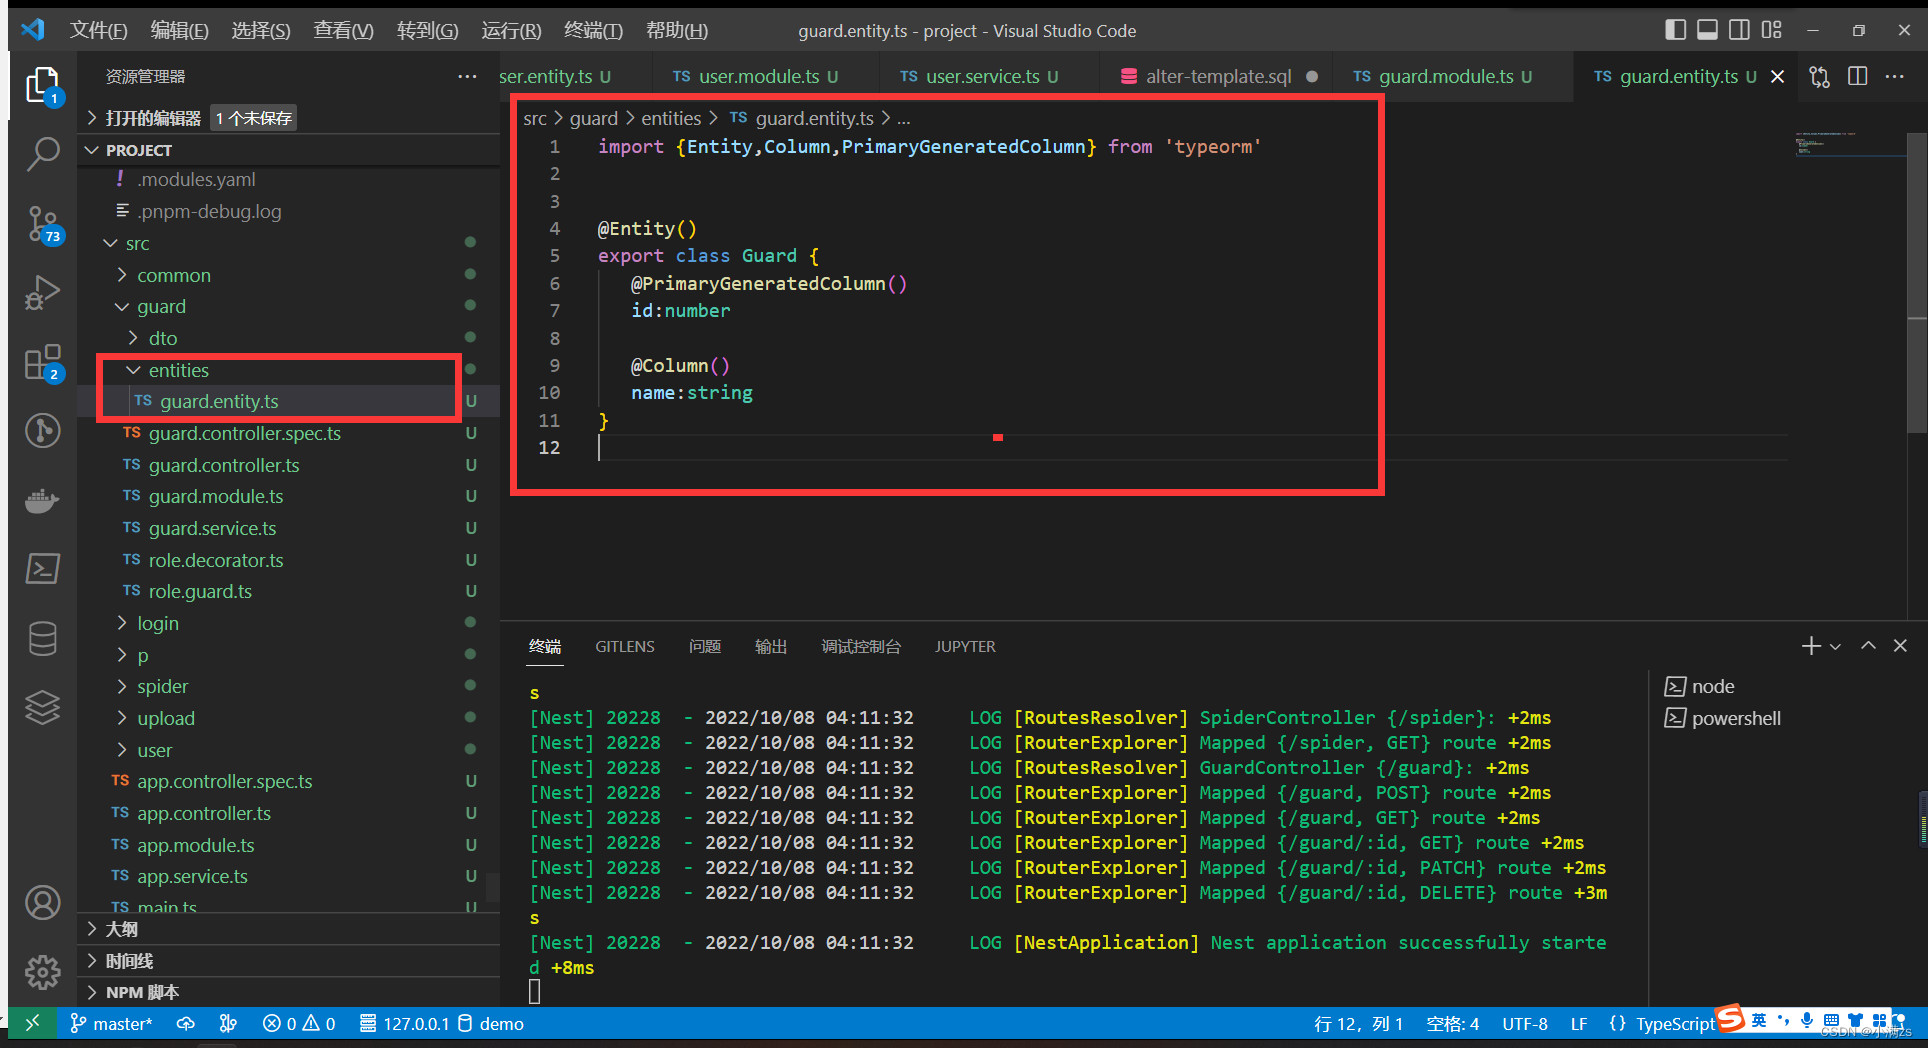 文件(F) 编辑(E) 选择(S) 查看(V) 转到(G) 运行(R) 终端(T) 帮助(H) guard.entity.ts - project - Visual Studio Code
资源管理器 ···
ser.entity.ts U TS user.module.ts U TS user.service.ts U alter-template.sql ● TS guard.module.ts U TS guard.entity.ts U
1
打开的编辑器 1 个未保存
PROJECT
! .modules.yaml
.pnpm-debug.log
src
common
guard
dto
entities
TS guard.entity.ts U
TS guard.controller.spec.ts U
TS guard.controller.ts U
TS guard.module.ts U
TS guard.service.ts U
TS role.decorator.ts U
TS role.guard.ts U
login
p
spider
upload
user
TS app.controller.spec.ts U
TS app.controller.ts U
TS app.module.ts U
TS app.service.ts U
TS main.ts U
大纲
时间线
NPM 脚本
73
2
src > guard > entities > TS guard.entity.ts > ...
1 import {Entity,Column,PrimaryGeneratedColumn} from 'typeorm'
2
3
4 @Entity()
5 export class Guard {
6 @PrimaryGeneratedColumn()
7 id:number
8
9 @Column()
10 name:string
11 }
12
终端 GITLENS 问题 输出 调试控制台 JUPYTER
s
[Nest] 20228 - 2022/10/08 04:11:32 LOG [RoutesResolver] SpiderController {/spider}: +2ms
[Nest] 20228 - 2022/10/08 04:11:32 LOG [RouterExplorer] Mapped {/spider, GET} route +2ms
[Nest] 20228 - 2022/10/08 04:11:32 LOG [RoutesResolver] GuardController {/guard}: +2ms
[Nest] 20228 - 2022/10/08 04:11:32 LOG [RouterExplorer] Mapped {/guard, POST} route +2ms
[Nest] 20228 - 2022/10/08 04:11:32 LOG [RouterExplorer] Mapped {/guard, GET} route +2ms
[Nest] 20228 - 2022/10/08 04:11:32 LOG [RouterExplorer] Mapped {/guard/:id, GET} route +2ms
[Nest] 20228 - 2022/10/08 04:11:32 LOG [RouterExplorer] Mapped {/guard/:id, PATCH} route +2ms
[Nest] 20228 - 2022/10/08 04:11:32 LOG [RouterExplorer] Mapped {/guard/:id, DELETE} route +3m
s
[Nest] 20228 - 2022/10/08 04:11:32 LOG [NestApplication] Nest application successfully starte
d +8ms
node
powershell
master* 0 0 127.0.0.1 demo 行 12，列 1 空格: 4 UTF-8 LF {} TypeScript 英
CSDN @小满zs